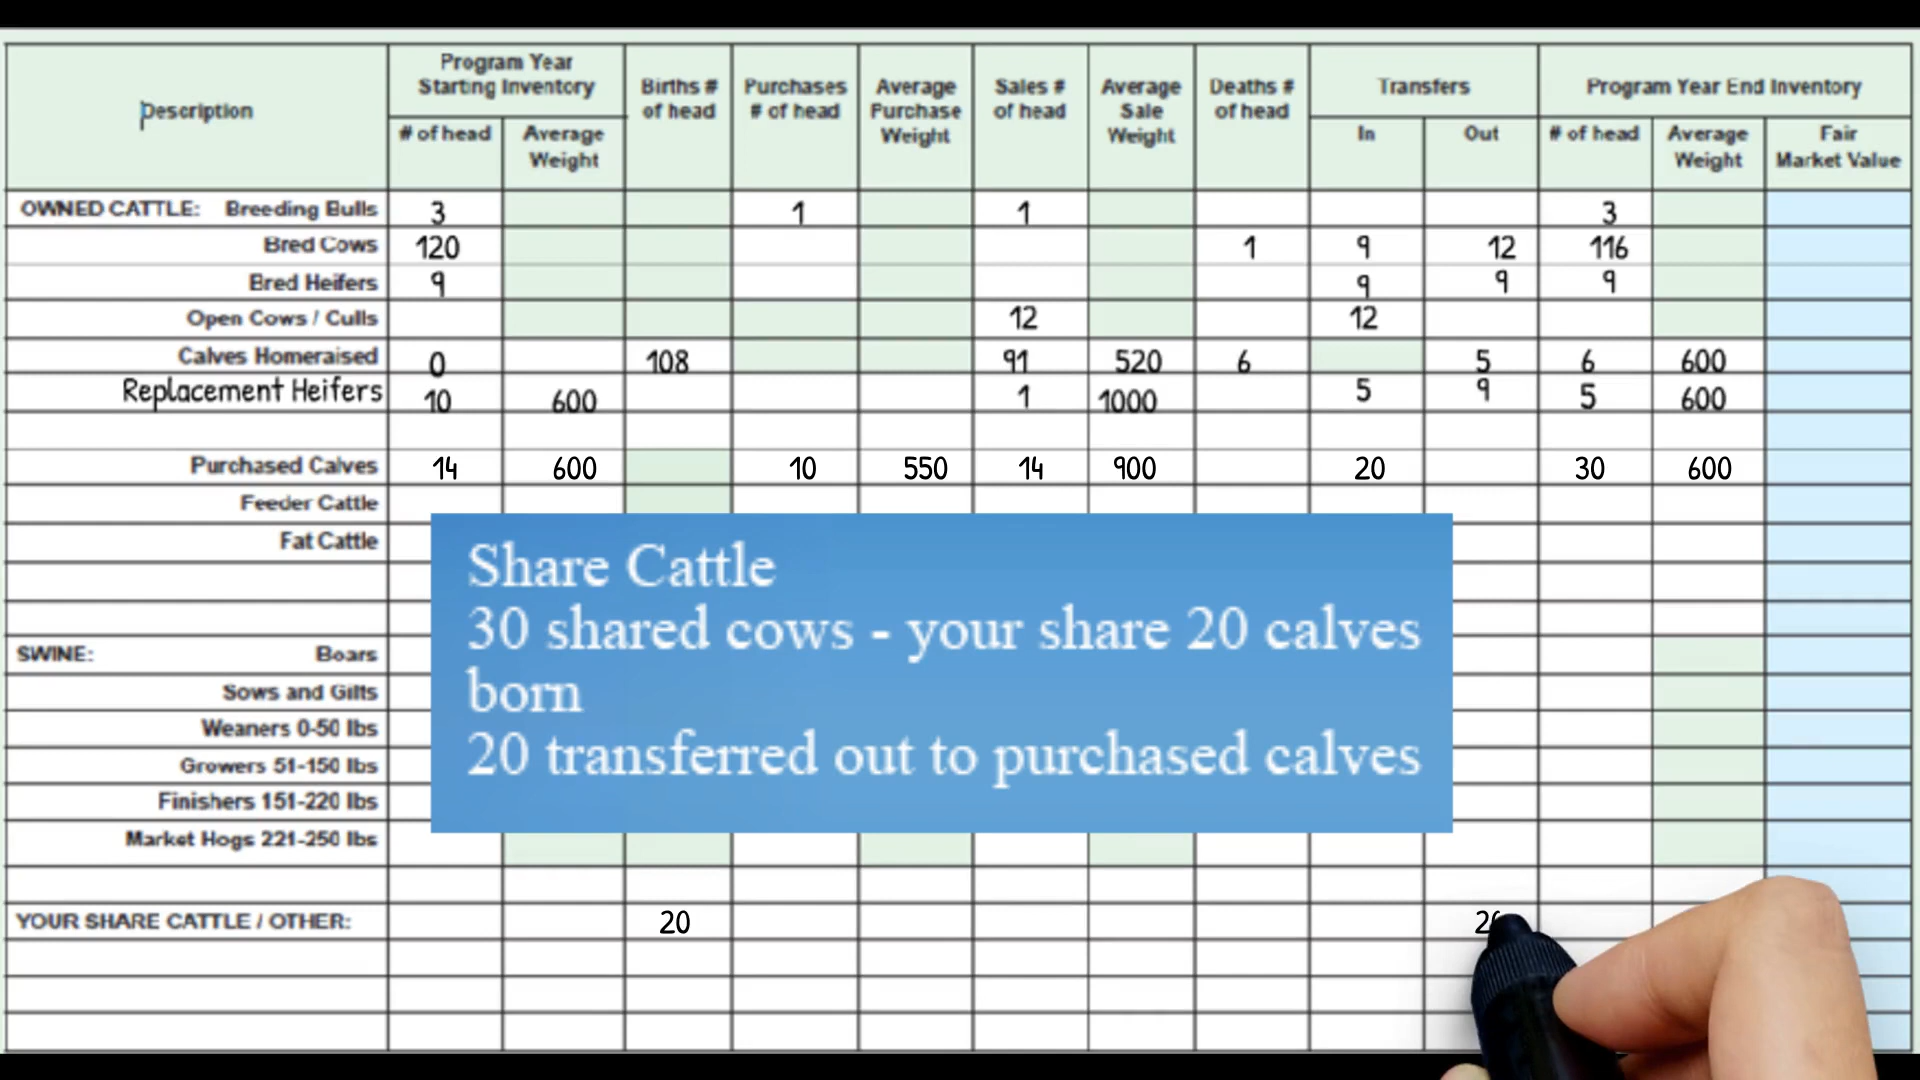 Description Program Year Starting Inventory Births # of head Purchases # of head Average Purchase Weight Sales # of head Average Sale Weight Deaths # of head Transfers Program Year End Inventory
# of head Average Weight In Out # of head Average Weight Fair Market Value
OWNED CATTLE: Breeding Bulls 3 1 1 3
Bred Cows 120 1 9 12 116
Bred Heifers 9 9 9 9
Open Cows / Culls 12 12
Calves Homeraised 0 108 91 520 6 5 6 600
Replacement Heifers 10 600 1 1000 5 9 5 600
Purchased Calves 14 600 10 550 14 900 20 30 600
Feeder Cattle
Fat Cattle
Share Cattle
30 shared cows - your share 20 calves
born
20 transferred out to purchased calves
SWINE: Boars
Sows and Gilts
Weaners 0-50 lbs
Growers 51-150 lbs
Finishers 151-220 lbs
Market Hogs 221-250 lbs
YOUR SHARE CATTLE / OTHER: 20 20